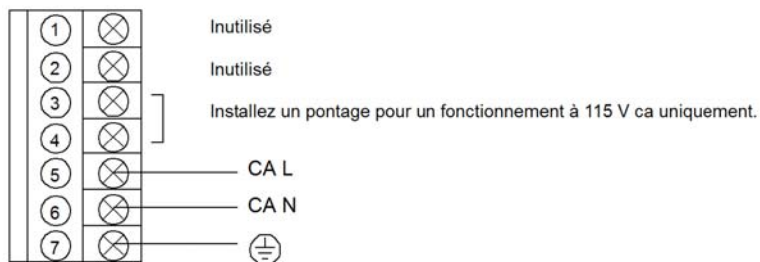 1 Inutilisé
2 Inutilisé
3
Installez un pontage pour un fonctionnement à 115 V ca uniquement.
4
5 CA L
6 CA N
7